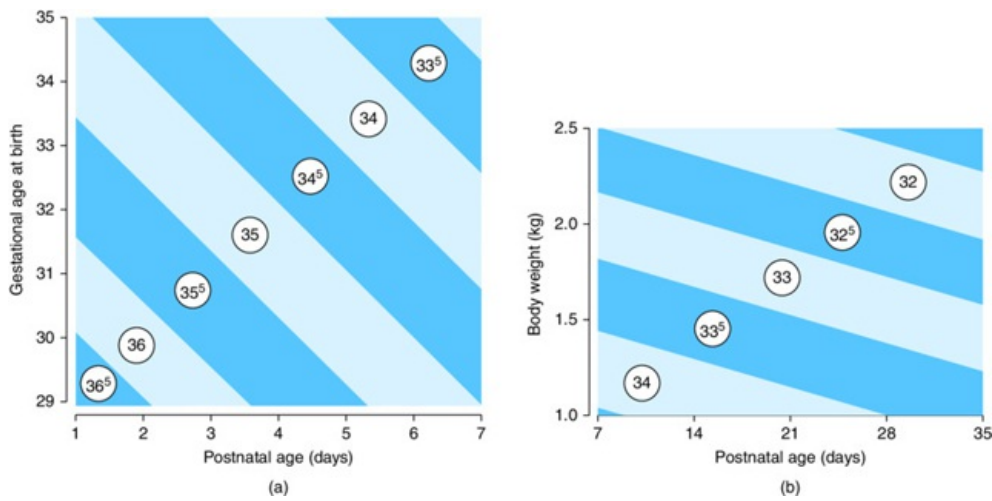 35
34
33
32
31
30
29
Gestational age at birth
33⁵
34
34⁵
35
35⁵
36
36⁵
1 2 3 4 5 6 7
Postnatal age (days)
(a)
2.5
2.0
1.5
1.0
Body weight (kg)
32
32⁵
33
33⁵
34
7 14 21 28 35
Postnatal age (days)
(b)